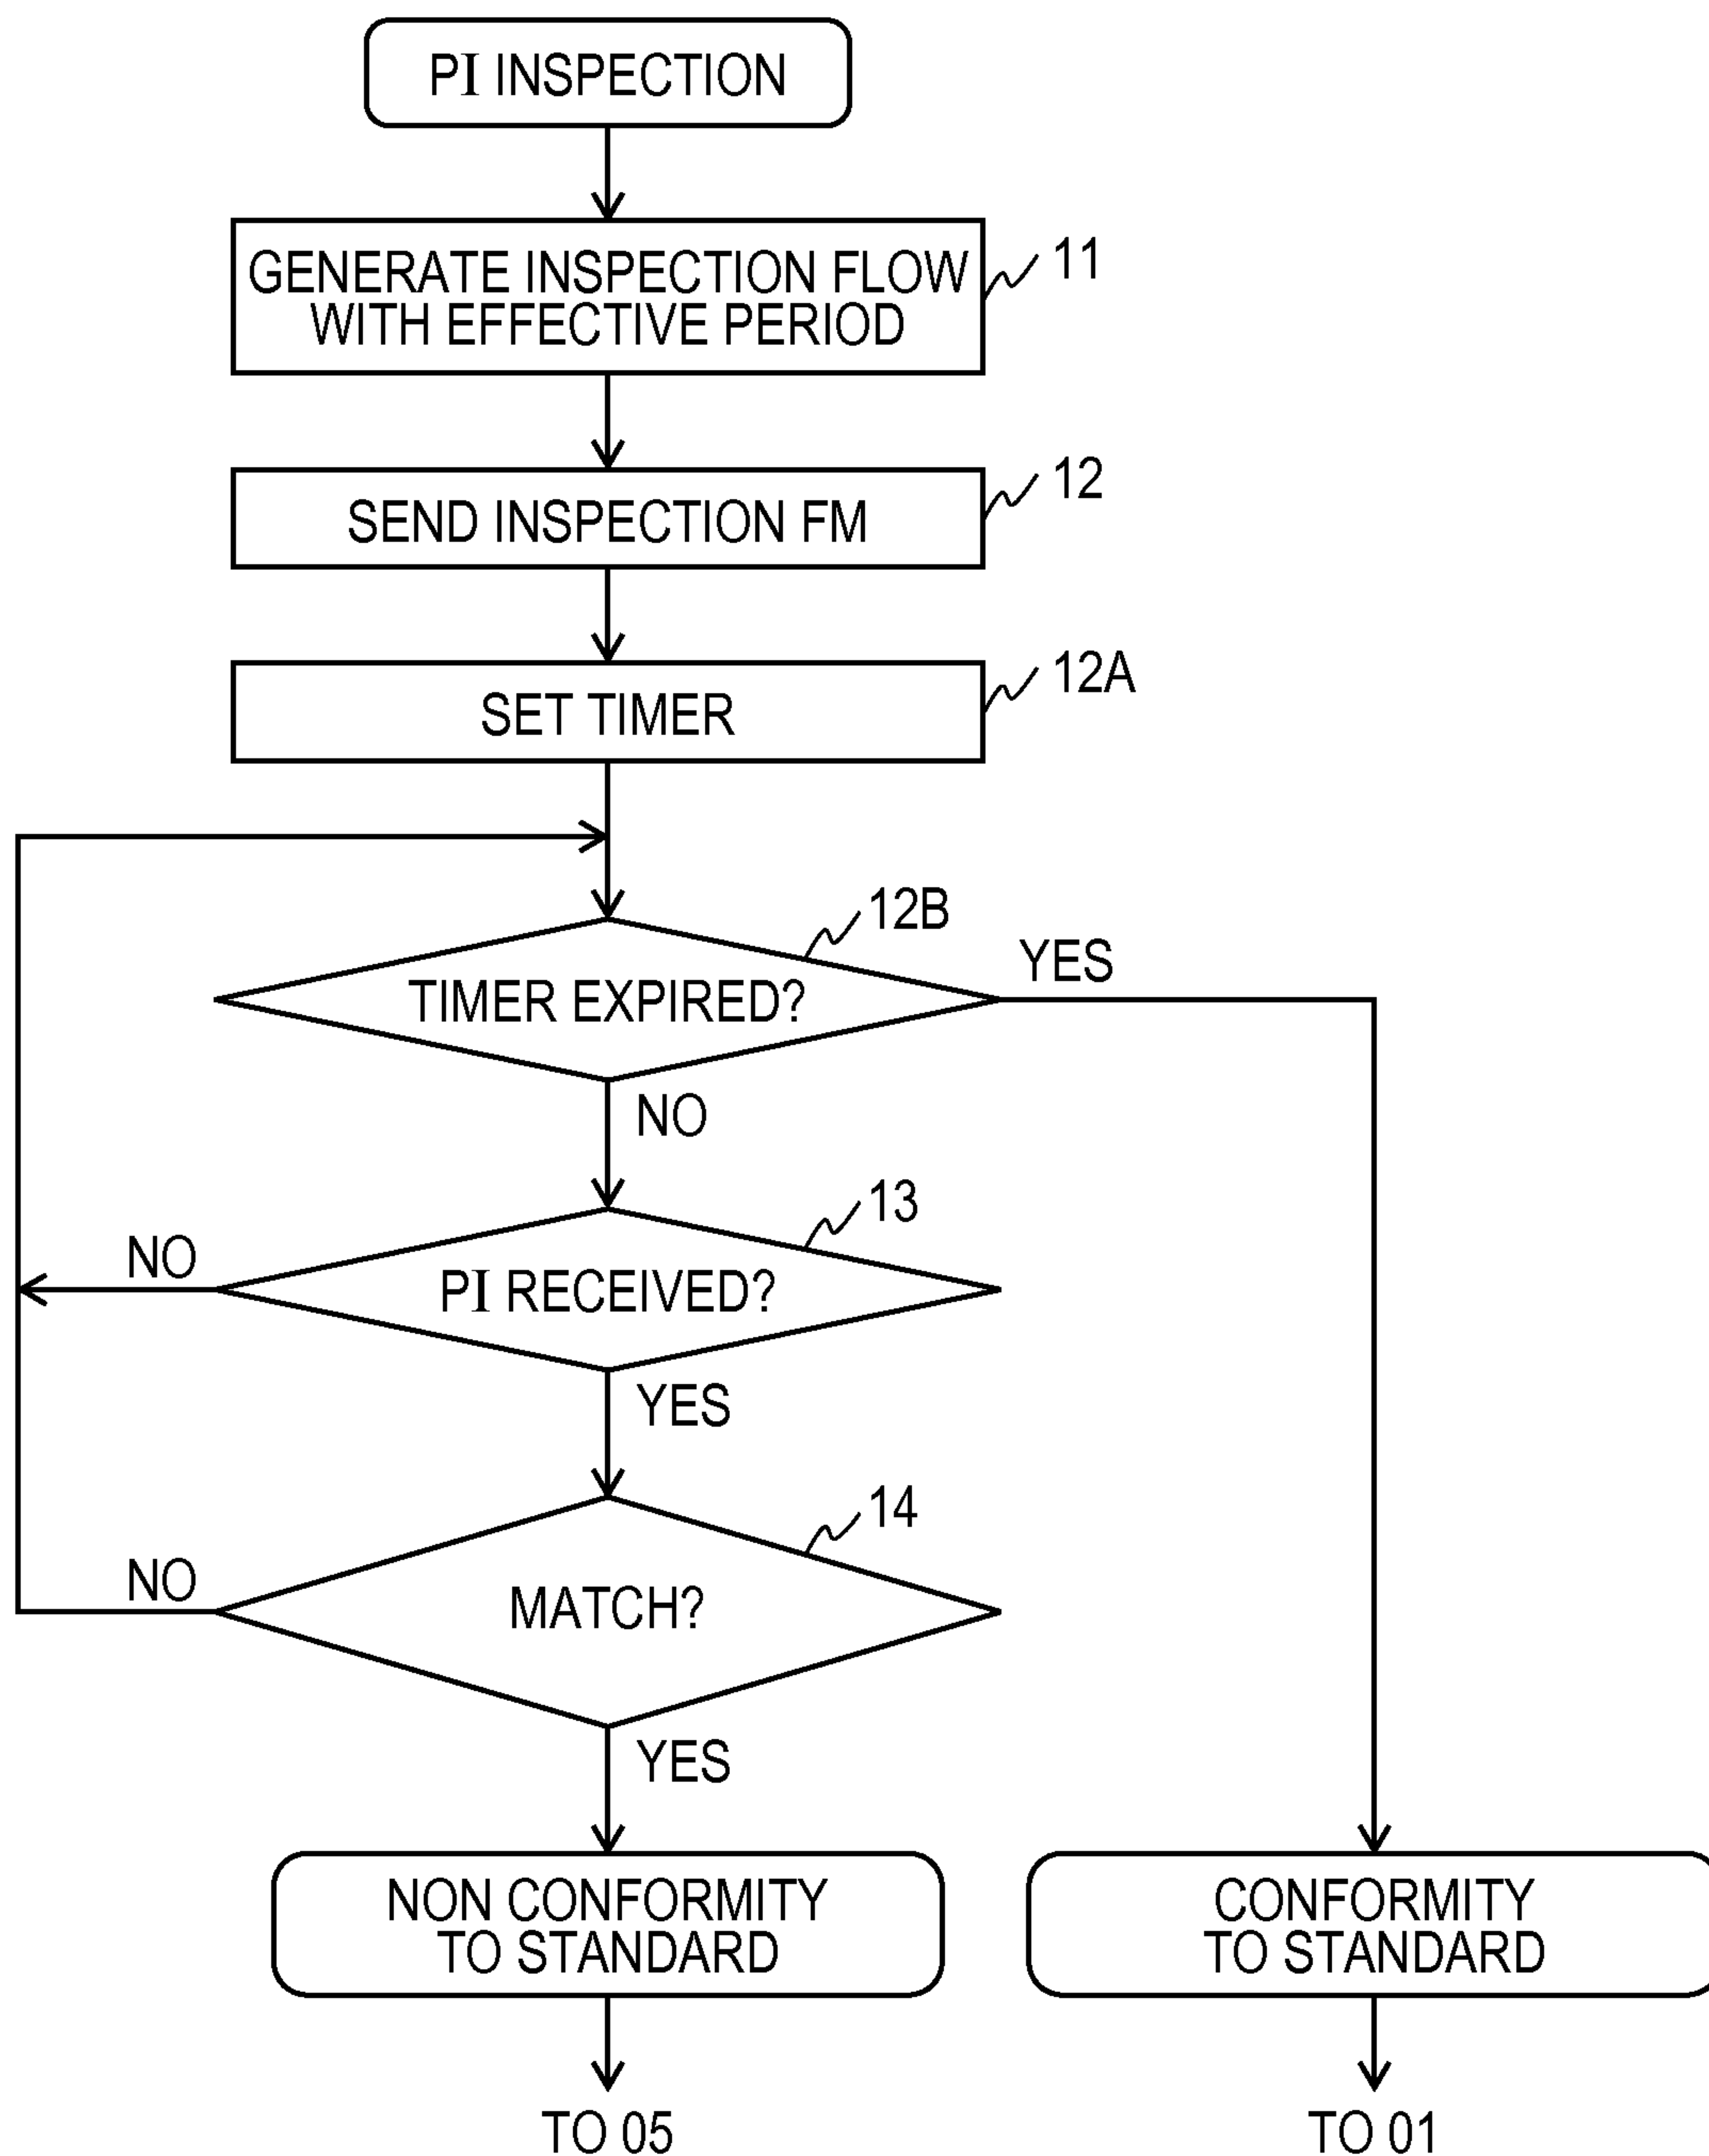 PI INSPECTION
GENERATE INSPECTION FLOW
WITH EFFECTIVE PERIOD
11
SEND INSPECTION FM
12
SET TIMER
12A
12B
TIMER EXPIRED?
YES
NO
13
NO
PI RECEIVED?
YES
14
NO
MATCH?
YES
NON CONFORMITY
TO STANDARD
CONFORMITY
TO STANDARD
TO 05
TO 01